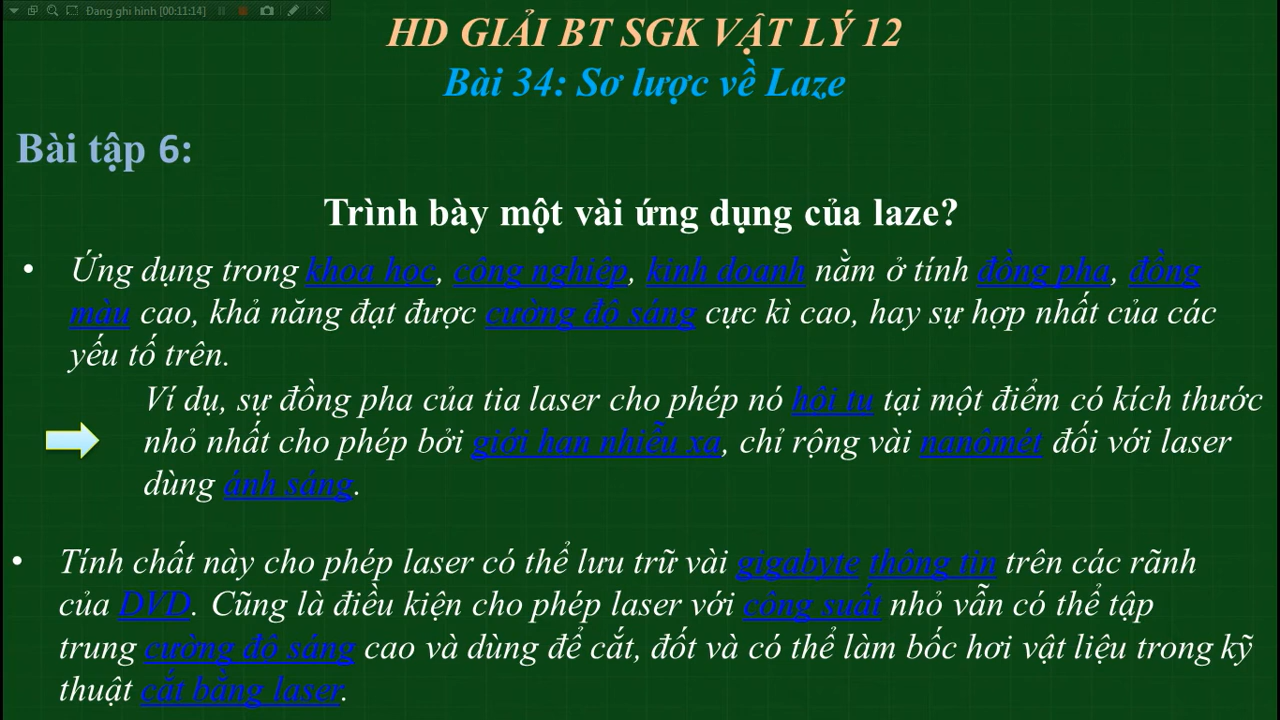 Đang ghi hình [00:11:14]
HD GIẢI BT SGK VẬT LÝ 12
Bài 34: Sơ lược về Laze
Bài tập 6:
Trình bày một vài ứng dụng của laze?
• Ứng dụng trong khoa học, công nghiệp, kinh doanh nằm ở tính đồng pha, đồng
màu cao, khả năng đạt được cường độ sáng cực kì cao, hay sự hợp nhất của các
yếu tố trên.
Ví dụ, sự đồng pha của tia laser cho phép nó hội tụ tại một điểm có kích thước
nhỏ nhất cho phép bởi giới hạn nhiễu xạ, chỉ rộng vài nanômét đối với laser
dùng ánh sáng.
• Tính chất này cho phép laser có thể lưu trữ vài gigabyte thông tin trên các rãnh
của DVD. Cũng là điều kiện cho phép laser với công suất nhỏ vẫn có thể tập
trung cường độ sáng cao và dùng để cắt, đốt và có thể làm bốc hơi vật liệu trong kỹ
thuật cắt bằng laser.